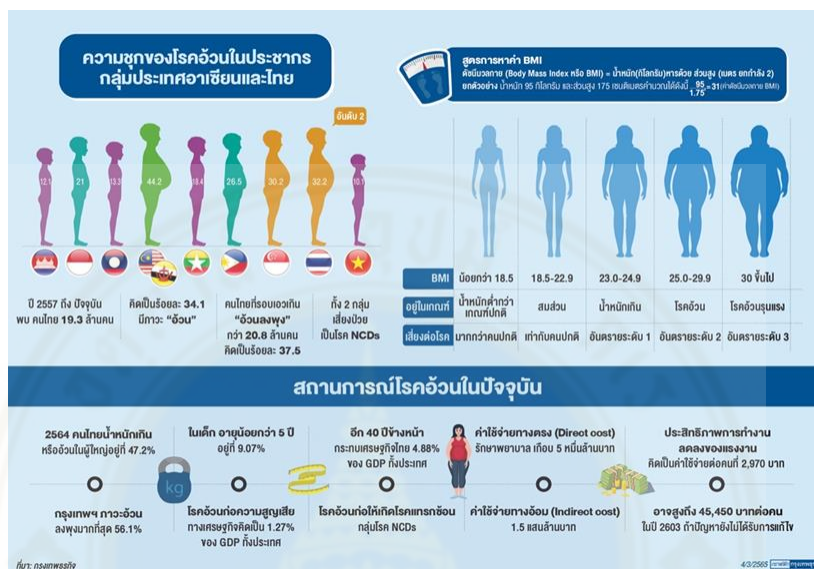 ความชุกของโรคอ้วนในประชากร
กลุ่มประเทศอาเซียนและไทย
อันดับ 2
12.1
21
13.3
44.2
18.4
26.5
30.2
32.2
10.1
ปี 2557 ถึง ปัจจุบัน
พบ คนไทย 19.3 ล้านคน
คิดเป็นร้อยละ 34.1
มีภาวะ “อ้วน”
คนไทยที่รอบเอวเกิน
“อ้วนลงพุง”
กว่า 20.8 ล้านคน
คิดเป็นร้อยละ 37.5
ทั้ง 2 กลุ่ม
เสี่ยงป่วย
เป็นโรค NCDs
สูตรการหาค่า BMI
ดัชนีมวลกาย (Body Mass Index หรือ BMI) = น้ำหนัก(กิโลกรัม)หารด้วย ส่วนสูง (เมตร ยกกำลัง 2)
ยกตัวอย่าง น้ำหนัก 95 กิโลกรัม และส่วนสูง 175 เซนติเมตรคำนวณได้ดังนี้ 95
1.75² = 31 (ค่าดัชนีมวลกาย BMI)
BMI น้อยกว่า 18.5 18.5-22.9 23.0-24.9 25.0-29.9 30 ขึ้นไป
อยู่ในเกณฑ์ น้ำหนักต่ำกว่าเกณฑ์ปกติ สมส่วน น้ำหนักเกิน โรคอ้วน โรคอ้วนรุนแรง
เสี่ยงต่อโรค มากกว่าคนปกติ เท่ากับคนปกติ อันตรายระดับ 1 อันตรายระดับ 2 อันตรายระดับ 3
สถานการณ์โรคอ้วนในปัจจุบัน
2564 คนไทยน้ำหนักเกิน
หรืออ้วนในผู้ใหญ่อยู่ที่ 47.2%
ในเด็ก อายุน้อยกว่า 5 ปี
อยู่ที่ 9.07%
อีก 40 ปีข้างหน้า
กระทบเศรษฐกิจไทย 4.88%
ของ GDP ทั้งประเทศ
ค่าใช้จ่ายทางตรง (Direct cost)
รักษาพยาบาล เกือบ 5 หมื่นล้านบาท
ประสิทธิภาพการทำงาน
ลดลงของแรงงาน
คิดเป็นค่าใช้จ่ายต่อคนที่ 2,970 บาท
kg
กรุงเทพฯ ภาวะอ้วน
ลงพุงมากที่สุด 56.1%
โรคอ้วนก่อความสูญเสีย
ทางเศรษฐกิจคิดเป็น 1.27%
ของ GDP ทั้งประเทศ
โรคอ้วนก่อให้เกิดโรคแทรกซ้อน
กลุ่มโรค NCDs
ค่าใช้จ่ายทางอ้อม (Indirect cost)
1.5 แสนล้านบาท
อาจสูงถึง 45,450 บาทต่อคน
ในปี 2603 ถ้าปัญหายังไม่ได้รับการแก้ไข
ที่มา: กรุงเทพธุรกิจ
4/3/2565